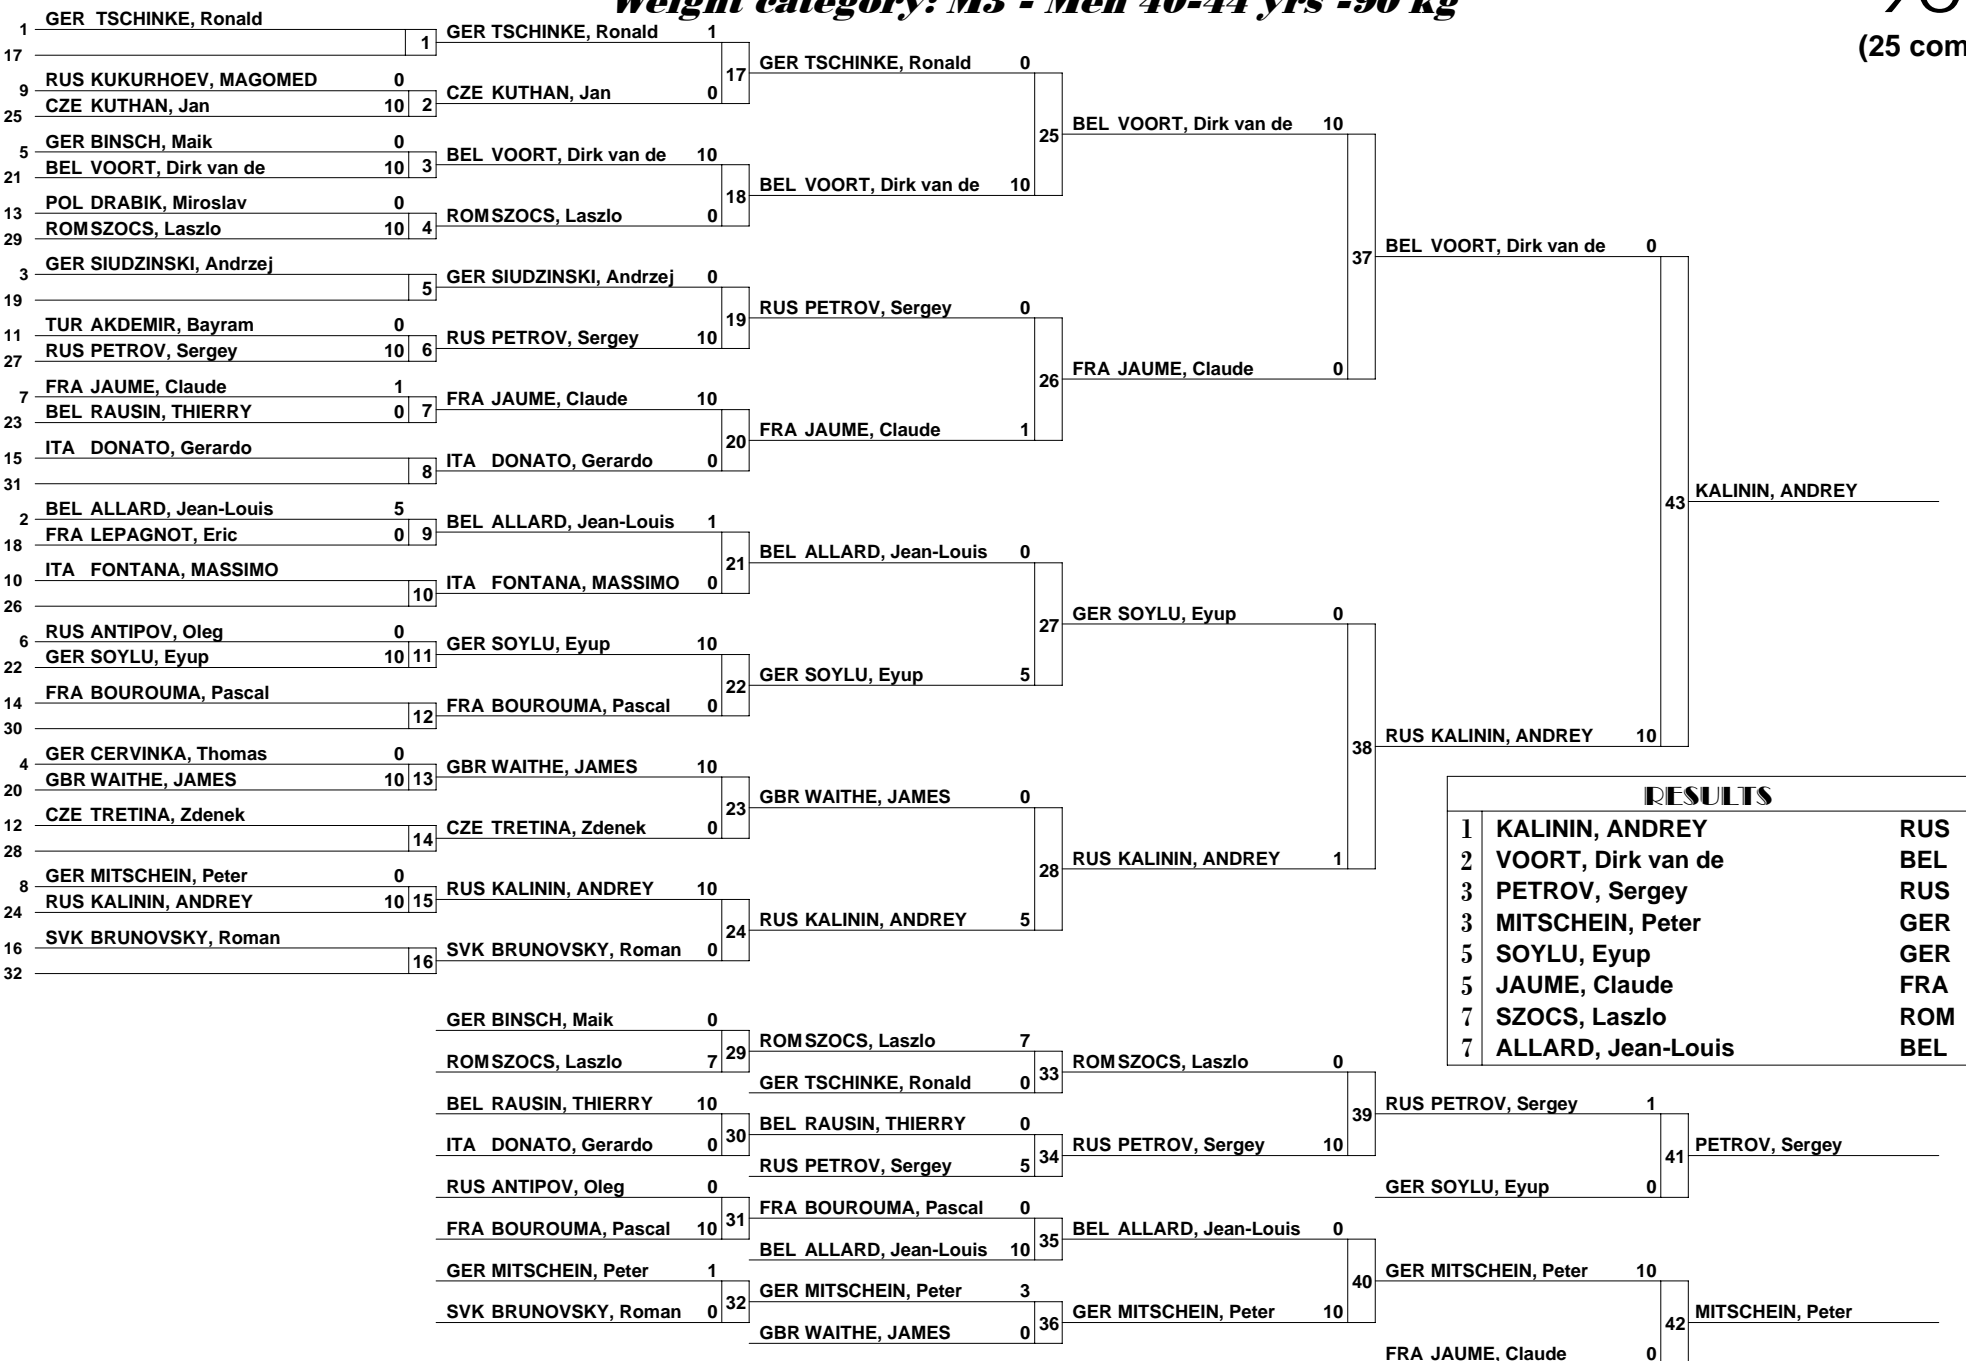 Weight category: M3 - Men 40-44 yrs -90 kg
(25 com
1 GER TSCHINKE, Ronald
17
1
9 RUS KUKURHOEV, MAGOMED 0
25 CZE KUTHAN, Jan 10
2
5 GER BINSCH, Maik 0
21 BEL VOORT, Dirk van de 10
3
13 POL DRABIK, Miroslav 0
29 ROM SZOCS, Laszlo 10
4
3 GER SIUDZINSKI, Andrzej
19
5
11 TUR AKDEMIR, Bayram 0
27 RUS PETROV, Sergey 10
6
7 FRA JAUME, Claude 1
23 BEL RAUSIN, THIERRY 0
7
15 ITA DONATO, Gerardo
31
8
2 BEL ALLARD, Jean-Louis 5
18 FRA LEPAGNOT, Eric 0
9
10 ITA FONTANA, MASSIMO
26
10
6 RUS ANTIPOV, Oleg 0
22 GER SOYLU, Eyup 10
11
14 FRA BOUROUMA, Pascal
30
12
4 GER CERVINKA, Thomas 0
20 GBR WAITHE, JAMES 10
13
12 CZE TRETINA, Zdenek
28
14
8 GER MITSCHEIN, Peter 0
24 RUS KALININ, ANDREY 10
15
16 SVK BRUNOVSKY, Roman
32
16
GER TSCHINKE, Ronald 1
CZE KUTHAN, Jan 0
17
BEL VOORT, Dirk van de 10
ROM SZOCS, Laszlo 0
18
GER SIUDZINSKI, Andrzej 0
RUS PETROV, Sergey 10
19
FRA JAUME, Claude 10
ITA DONATO, Gerardo 0
20
BEL ALLARD, Jean-Louis 1
ITA FONTANA, MASSIMO 0
21
GER SOYLU, Eyup 10
FRA BOUROUMA, Pascal 0
22
GBR WAITHE, JAMES 10
CZE TRETINA, Zdenek 0
23
RUS KALININ, ANDREY 10
SVK BRUNOVSKY, Roman 0
24
GER TSCHINKE, Ronald 0
BEL VOORT, Dirk van de 10
25
RUS PETROV, Sergey 0
FRA JAUME, Claude 1
26
BEL ALLARD, Jean-Louis 0
GER SOYLU, Eyup 5
27
GBR WAITHE, JAMES 0
RUS KALININ, ANDREY 5
28
BEL VOORT, Dirk van de 10
FRA JAUME, Claude 0
37
GER SOYLU, Eyup 0
RUS KALININ, ANDREY 1
38
BEL VOORT, Dirk van de 0
RUS KALININ, ANDREY 10
43
KALININ, ANDREY
RESULTS
1 KALININ, ANDREY RUS
2 VOORT, Dirk van de BEL
3 PETROV, Sergey RUS
3 MITSCHEIN, Peter GER
5 SOYLU, Eyup GER
5 JAUME, Claude FRA
7 SZOCS, Laszlo ROM
7 ALLARD, Jean-Louis BEL
GER BINSCH, Maik 0
ROM SZOCS, Laszlo 7
29
BEL RAUSIN, THIERRY 10
ITA DONATO, Gerardo 0
30
RUS ANTIPOV, Oleg 0
FRA BOUROUMA, Pascal 10
31
GER MITSCHEIN, Peter 1
SVK BRUNOVSKY, Roman 0
32
ROM SZOCS, Laszlo 7
GER TSCHINKE, Ronald 0
33
BEL RAUSIN, THIERRY 0
RUS PETROV, Sergey 5
34
FRA BOUROUMA, Pascal 0
BEL ALLARD, Jean-Louis 10
35
GER MITSCHEIN, Peter 3
GBR WAITHE, JAMES 0
36
ROM SZOCS, Laszlo 0
RUS PETROV, Sergey 10
39
BEL ALLARD, Jean-Louis 0
GER MITSCHEIN, Peter 10
40
RUS PETROV, Sergey 1
GER SOYLU, Eyup 0
41
PETROV, Sergey
GER MITSCHEIN, Peter 10
FRA JAUME, Claude 0
42
MITSCHEIN, Peter